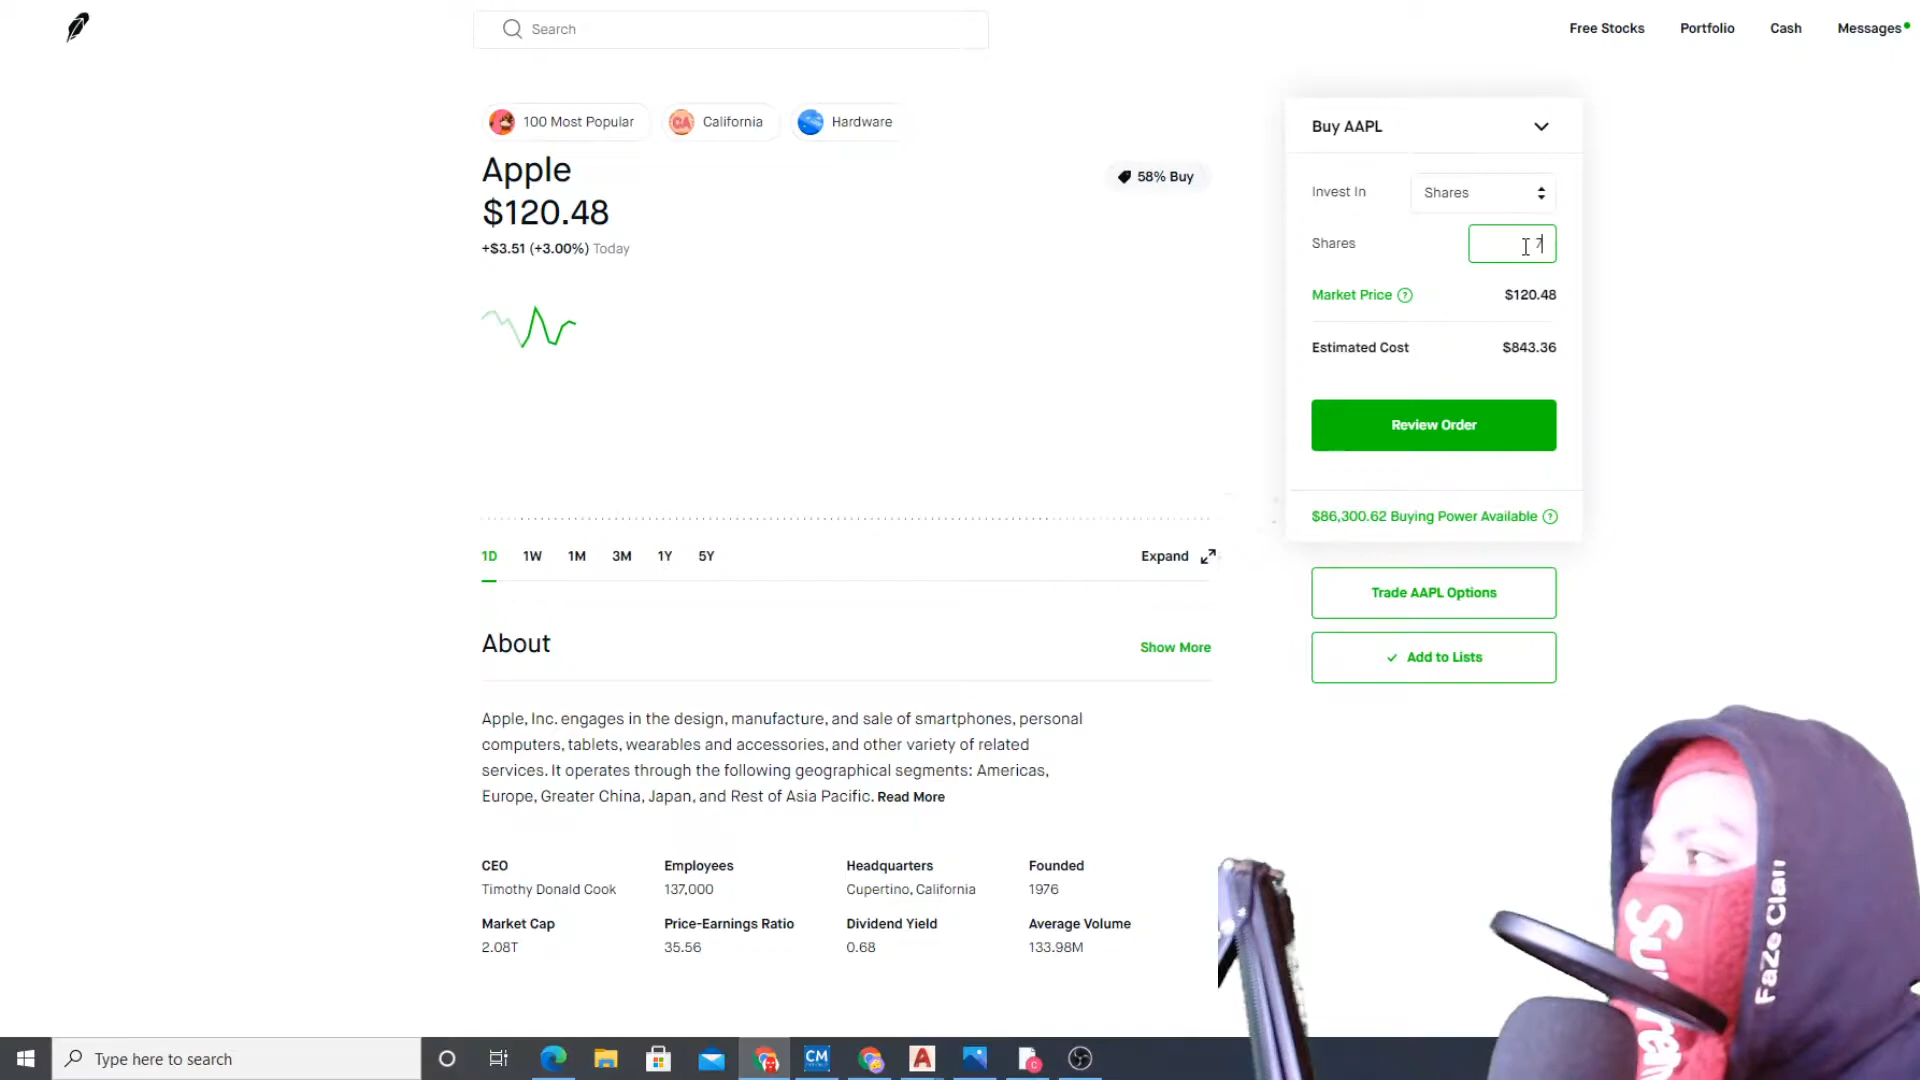 Search
Free Stocks
Portfolio
Cash
Messages
100 Most Popular
CA
California
Hardware
Apple
$120.48
+$3.51 (+3.00%) Today
58% Buy
Buy AAPL
Invest In
Shares
Shares
7
Market Price ?
$120.48
Estimated Cost
$843.36
Review Order
$86,300.62 Buying Power Available ?
1D
1W
1M
3M
1Y
5Y
Expand
Trade AAPL Options
Add to Lists
About
Show More
Apple, Inc. engages in the design, manufacture, and sale of smartphones, personal
computers, tablets, wearables and accessories, and other variety of related
services. It operates through the following geographical segments: Americas,
Europe, Greater China, Japan, and Rest of Asia Pacific. Read More
CEO
Timothy Donald Cook
Employees
137,000
Headquarters
Cupertino, California
Founded
1976
Market Cap
2.08T
Price-Earnings Ratio
35.56
Dividend Yield
0.68
Average Volume
133.98M
FaZe Clan
Type here to search
CM
A